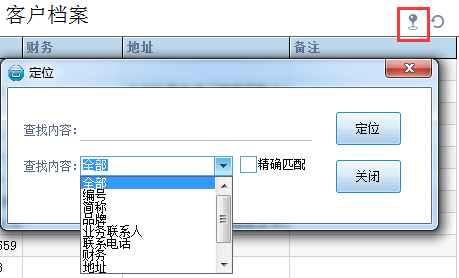 客户档案
财务 地址 备注
定位
查找内容：
定位
查找内容：全部 精确匹配
关闭
全部
编号
简称
品牌
业务联系人
联系电话
财务
地址
659
3